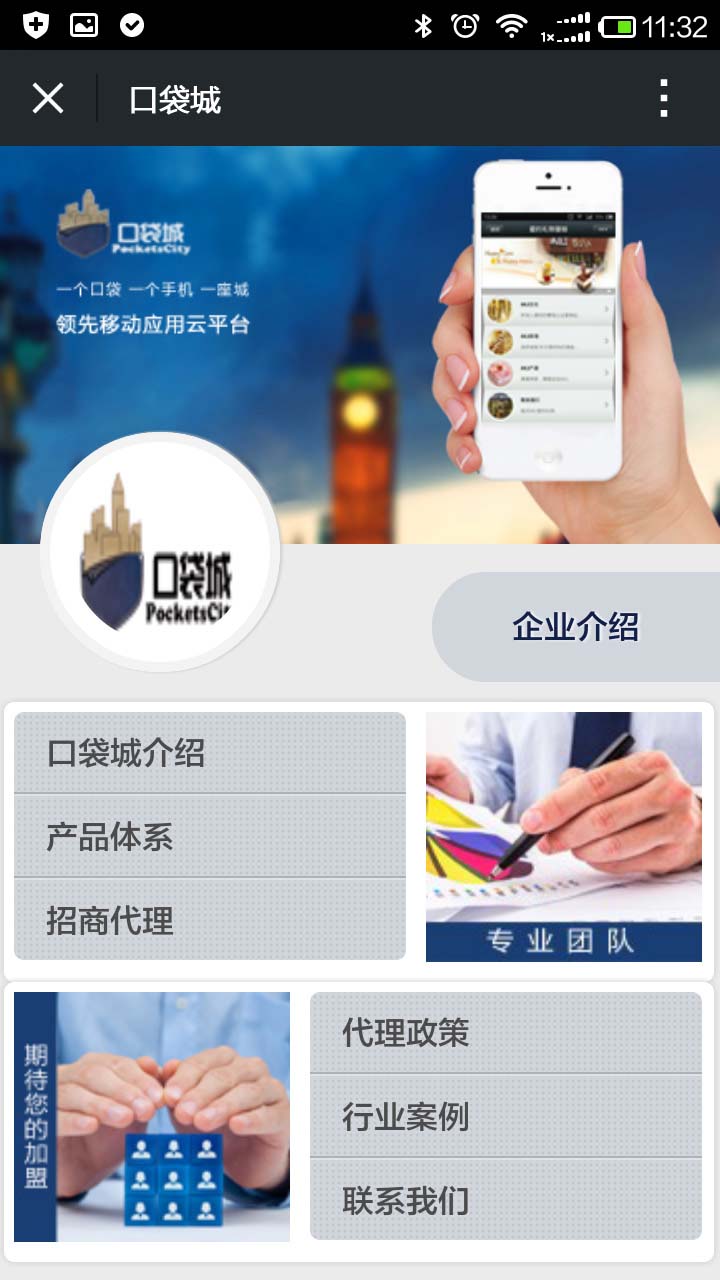 1×
11:32
口袋城
口袋城
PocketsCity
一个口袋 一个手机 一座城
领先移动应用云平台
口袋城
企业介绍
口袋城介绍
产品体系
招商代理
专业团队
期待您的加盟
代理政策
行业案例
联系我们